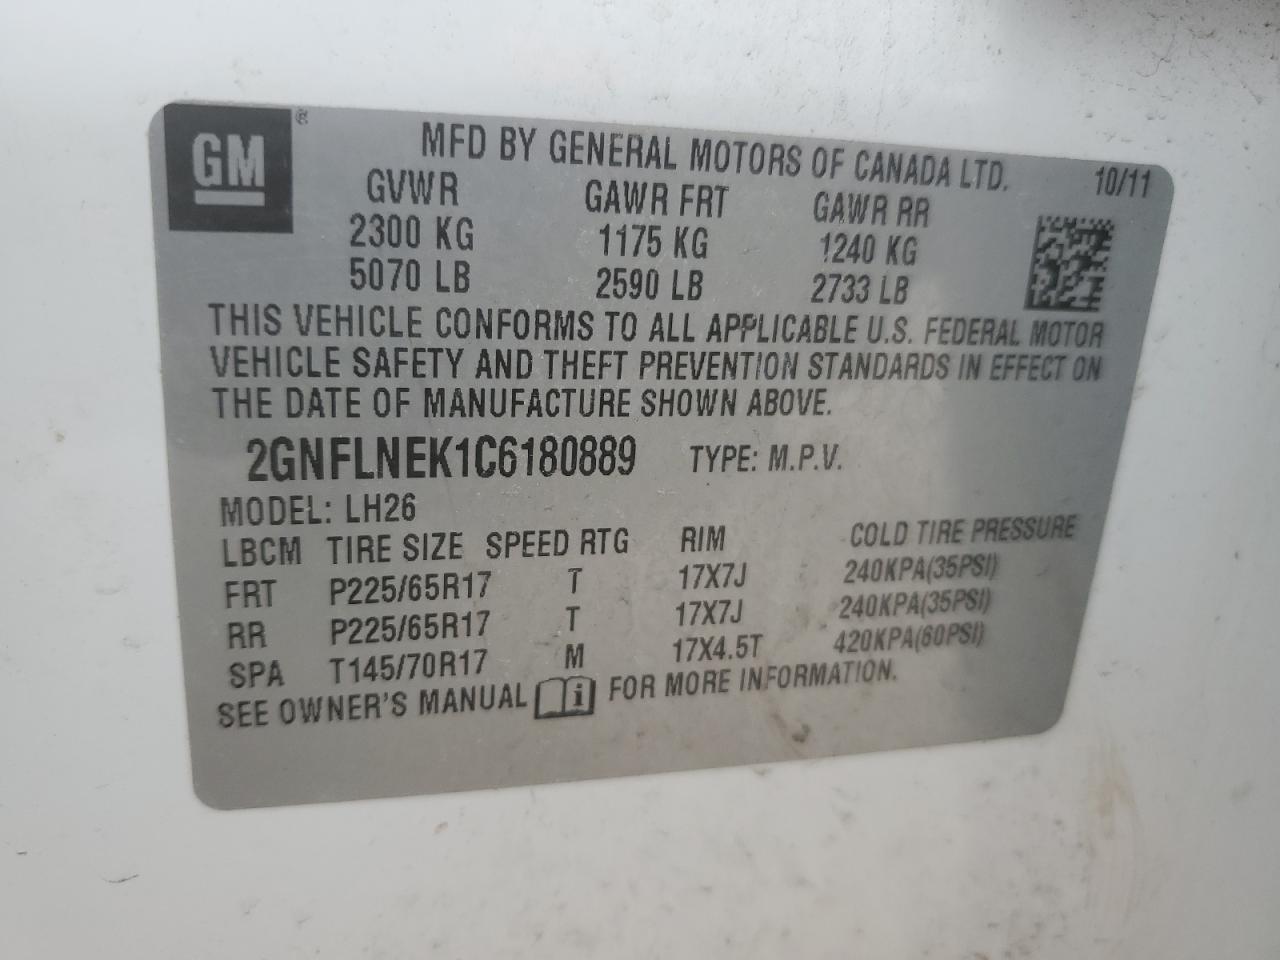 GM ®
MFD BY GENERAL MOTORS OF CANADA LTD. 10/11
GVWR GAWR FRT GAWR RR
2300 KG 1175 KG 1240 KG
5070 LB 2590 LB 2733 LB
THIS VEHICLE CONFORMS TO ALL APPLICABLE U.S. FEDERAL MOTOR
VEHICLE SAFETY AND THEFT PREVENTION STANDARDS IN EFFECT ON
THE DATE OF MANUFACTURE SHOWN ABOVE.
2GNFLNEK1C6180889 TYPE: M.P.V.
MODEL: LH26
LBCM TIRE SIZE SPEED RTG RIM COLD TIRE PRESSURE
FRT P225/65R17 T 17X7J 240KPA(35PSI)
RR P225/65R17 T 17X7J 240KPA(35PSI)
SPA T145/70R17 M 17X4.5T 420KPA(60PSI)
SEE OWNER'S MANUAL i FOR MORE INFORMATION.